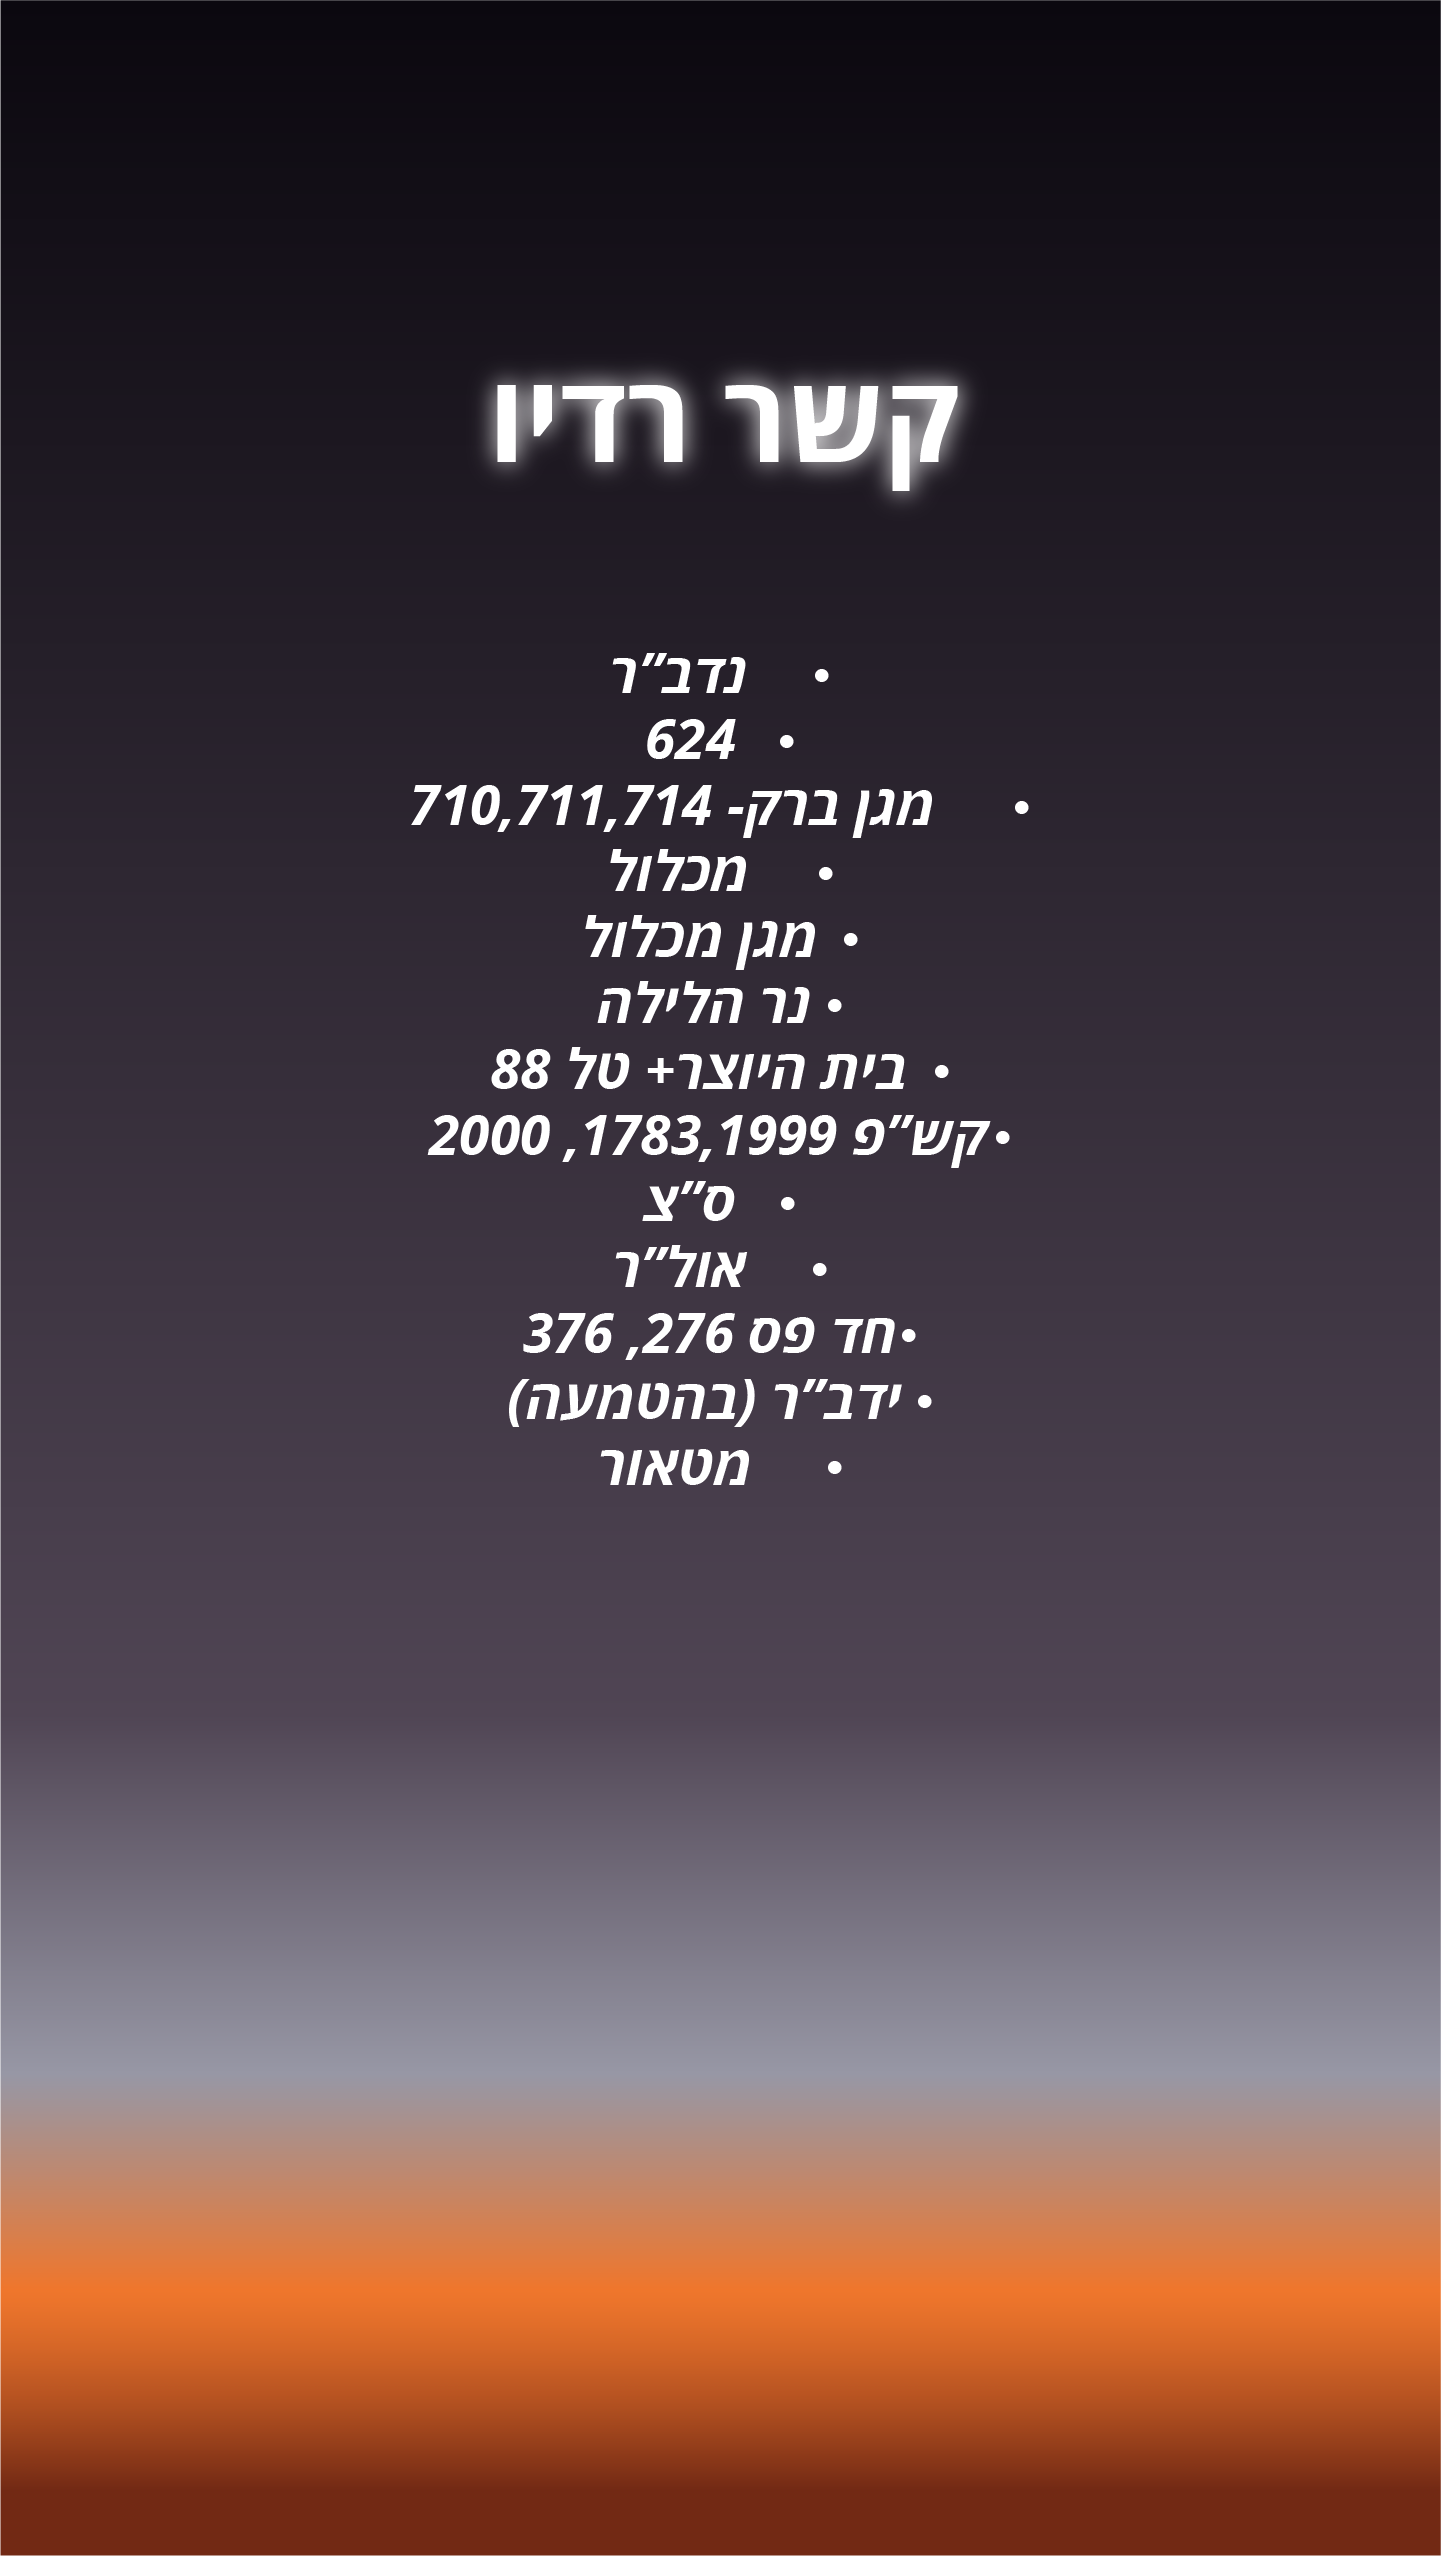 קשר רדיו
• נדב״ר
• 624
• מגן ברק- 710,711,714
• מכלול
• מגן מכלול
• נר הלילה
• בית היוצר+ טל 88
• קש״פ 1783,1999, 2000
• ס״צ
• אול״ר
• חד פס 276, 376
• ידב״ר (בהטמעה)
• מטאור